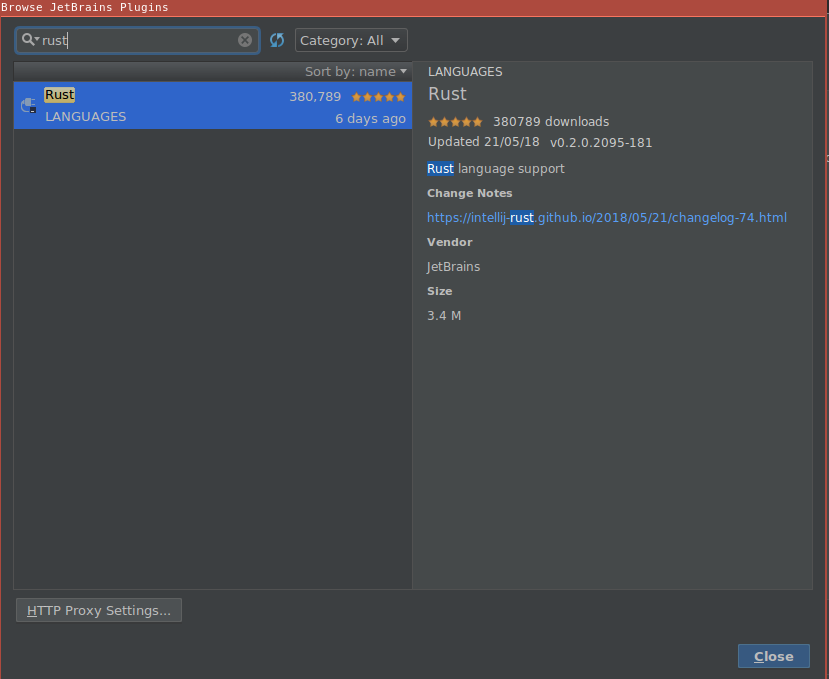 Browse JetBrains Plugins
rust
Category: All
Sort by: name
Rust
380,789
LANGUAGES
6 days ago
LANGUAGES
Rust
380789 downloads
Updated 21/05/18 v0.2.0.2095-181
Rust language support
Change Notes
https://intellij-rust.github.io/2018/05/21/changelog-74.html
Vendor
JetBrains
Size
3.4 M
HTTP Proxy Settings...
Close